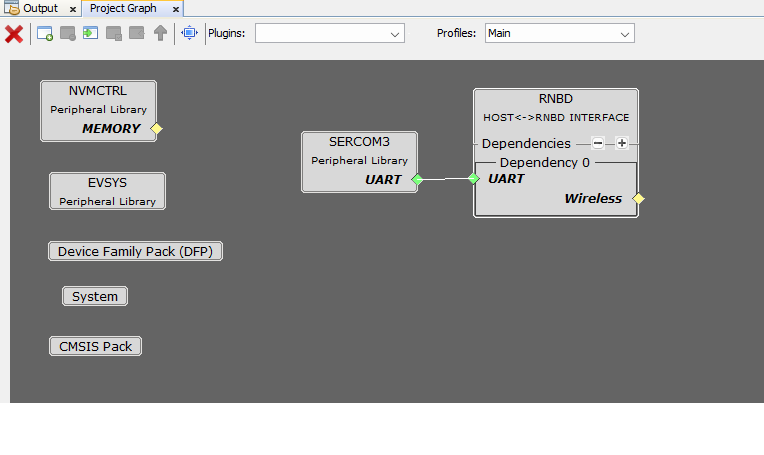 Output x Project Graph x
Plugins: Profiles: Main
NVMCTRL
Peripheral Library
MEMORY
EVSYS
Peripheral Library
Device Family Pack (DFP)
System
CMSIS Pack
SERCOM3
Peripheral Library
UART
RNBD
HOST<->RNBD INTERFACE
Dependencies
Dependency 0
UART
Wireless